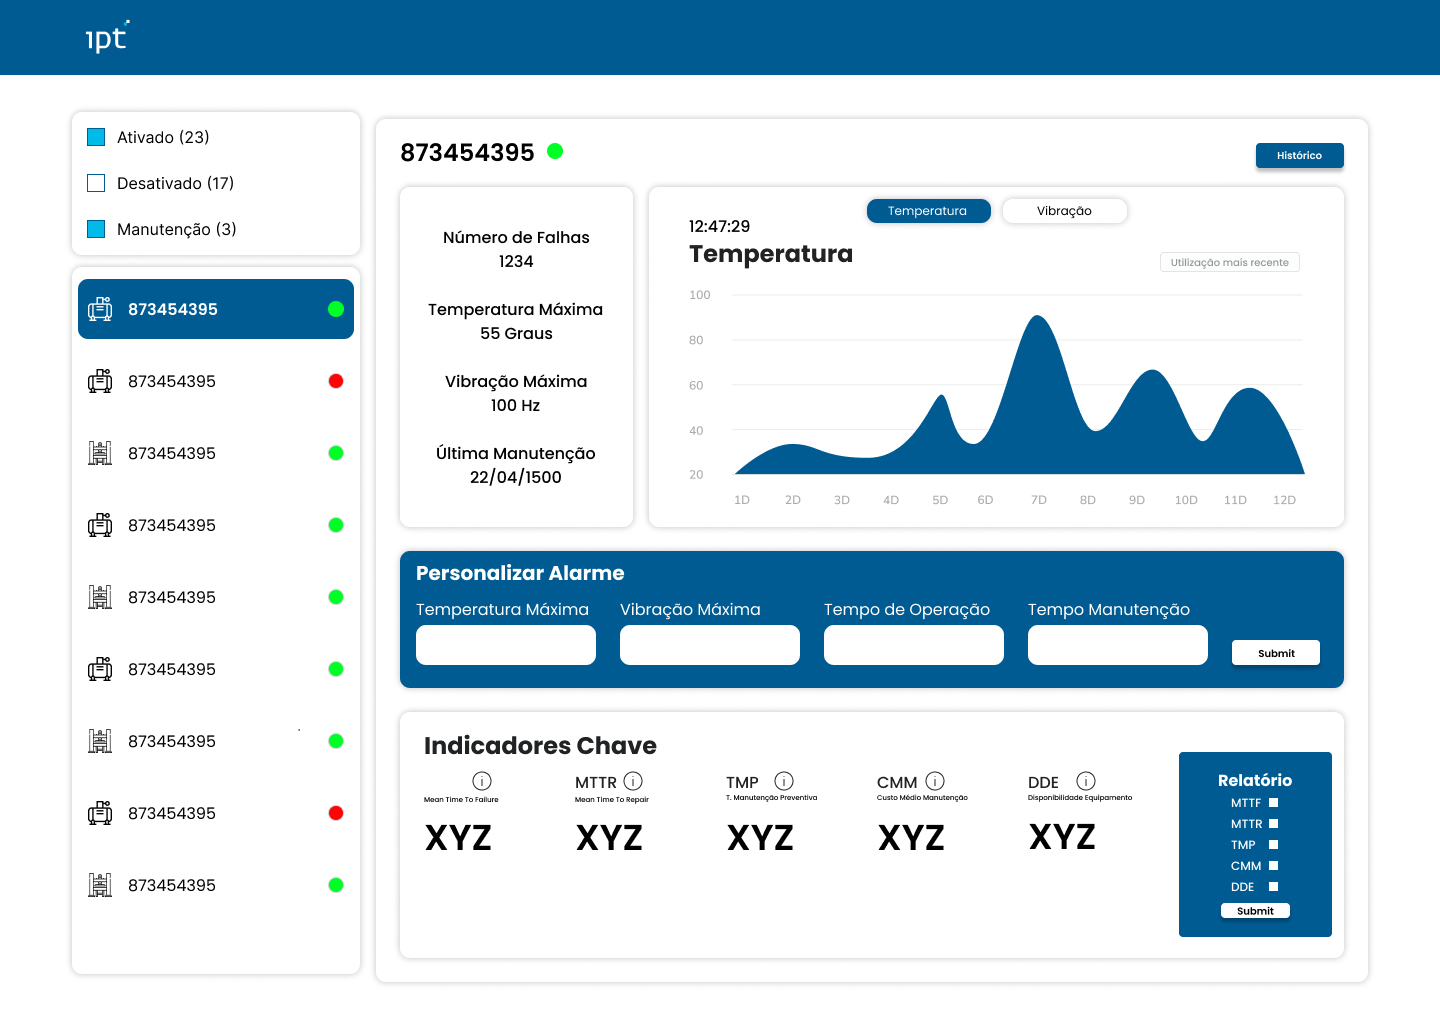 ipt
Ativado (23)
Desativado (17)
Manutenção (3)
873454395
873454395
873454395
873454395
873454395
873454395
873454395
873454395
873454395
873454395
Histórico
Número de Falhas
1234
Temperatura Máxima
55 Graus
Vibração Máxima
100 Hz
Última Manutenção
22/04/1500
Temperatura
Vibração
12:47:29
Temperatura
Utilização mais recente
100
80
60
40
20
1D 2D 3D 4D 5D 6D 7D 8D 9D 10D 11D 12D
Personalizar Alarme
Temperatura Máxima
Vibração Máxima
Tempo de Operação
Tempo Manutenção
Submit
Indicadores Chave
Mean Time To Failure
XYZ
MTTR
Mean Time To Repair
XYZ
TMP
T. Manutenção Preventiva
XYZ
CMM
Custo Médio Manutenção
XYZ
DDE
Disponibilidade Equipamento
XYZ
Relatório
MTTF
MTTR
TMP
CMM
DDE
Submit